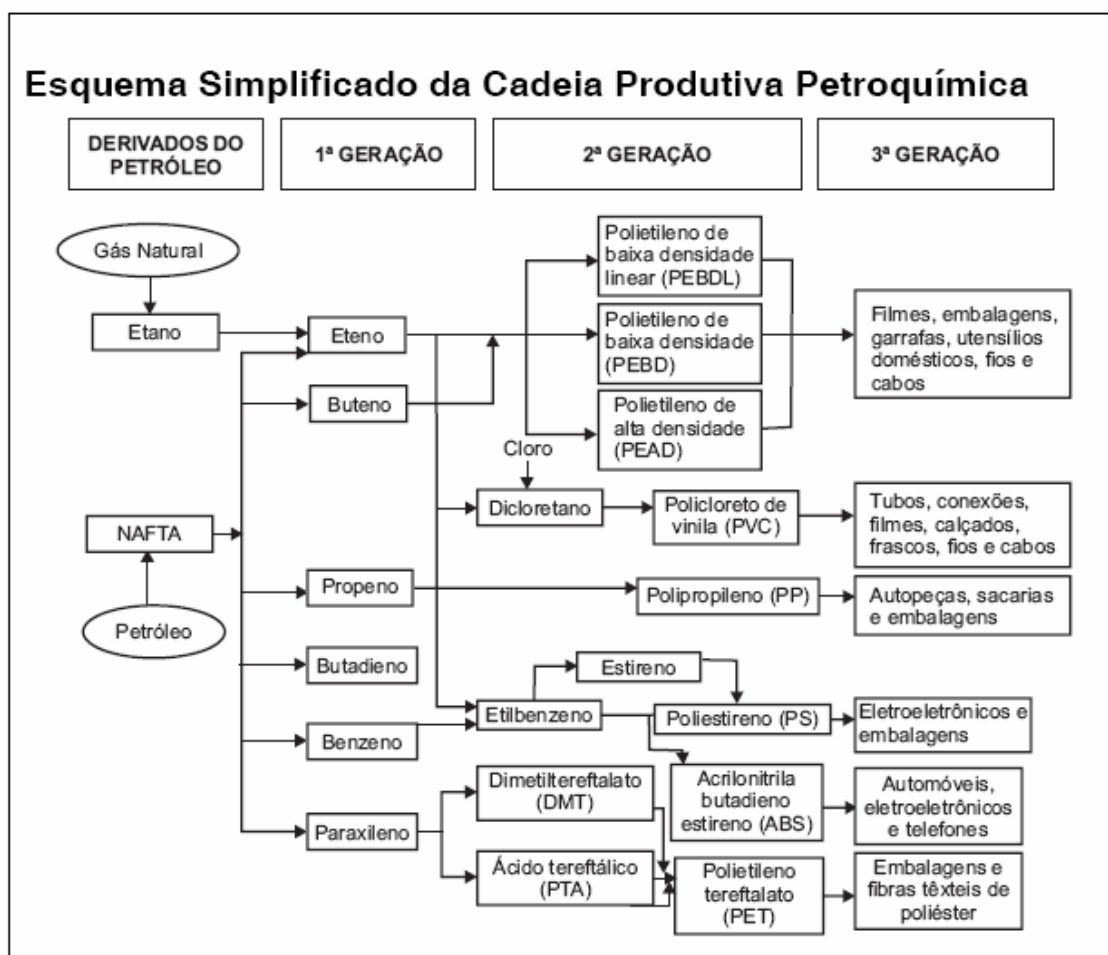 Esquema Simplificado da Cadeia Produtiva Petroquímica
DERIVADOS DO
PETRÓLEO
1ª GERAÇÃO
2ª GERAÇÃO
3ª GERAÇÃO
Gás Natural
Etano
Eteno
Buteno
Polietileno de
baixa densidade
linear (PEBDL)
Polietileno de
baixa densidade
(PEBD)
Polietileno de
alta densidade
(PEAD)
Filmes, embalagens,
garrafas, utensílios
domésticos, fios e
cabos
Cloro
Dicloretano
Policloreto de
vinila (PVC)
Tubos, conexões,
filmes, calçados,
frascos, fios e cabos
NAFTA
Petróleo
Propeno
Polipropileno (PP)
Autopeças, sacarias
e embalagens
Butadieno
Estireno
Benzeno
Etilbenzeno
Poliestireno (PS)
Eletroeletrônicos e
embalagens
Paraxileno
Dimetiltereftalato
(DMT)
Acrilonitrila
butadieno
estireno (ABS)
Automóveis,
eletroeletrônicos
e telefones
Ácido tereftálico
(PTA)
Polietileno
tereftalato
(PET)
Embalagens e
fibras têxteis de
poliéster